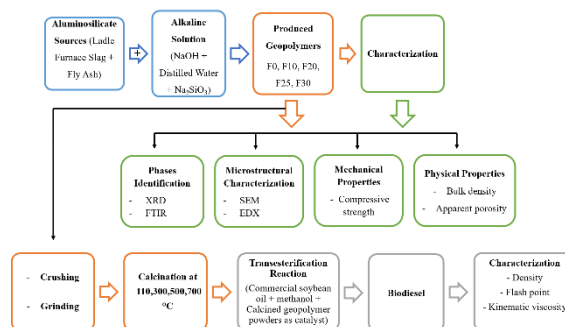 Aluminosilicate
Sources (Ladle
Furnace Slag +
Fly Ash)
+
Alkaline
Solution
(NaOH +
Distilled Water
+ Na₂SiO₃)
Produced
Geopolymers
F0, F10, F20,
F25, F30
Characterization
Phases
Identification
- XRD
- FTIR
Microstructural
Characterization
- SEM
- EDX
Mechanical
Properties
- Compressive
strength
Physical Properties
- Bulk density
- Apparent porosity
- Crushing
- Grinding
Calcination at
110,300,500,700
°C
Transesterification
Reaction
(Commercial soybean
oil + methanol +
Calcined geopolymer
powders as catalyst)
Biodiesel
Characterization
- Density
- Flash point
- Kinematic viscosity